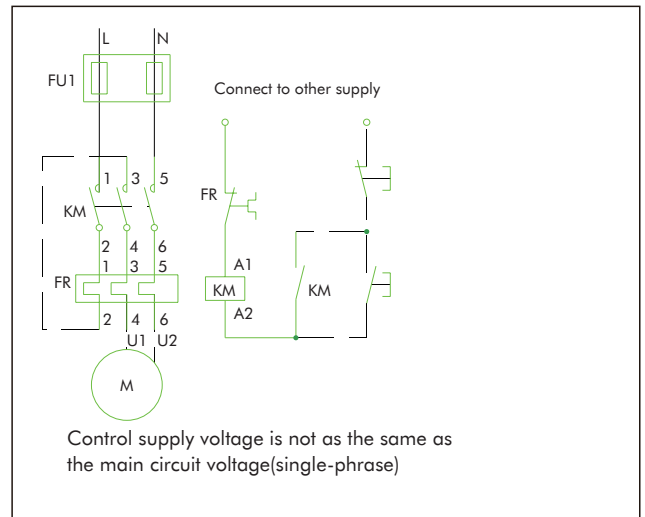 L N
FU1
Connect to other supply
1 3 5
KM
FR
2 4 6
1 3 5
FR
A1
KM
KM
A2
2 4 6
U1 U2
M
Control supply voltage is not as the same as
the main circuit voltage(single-phrase)